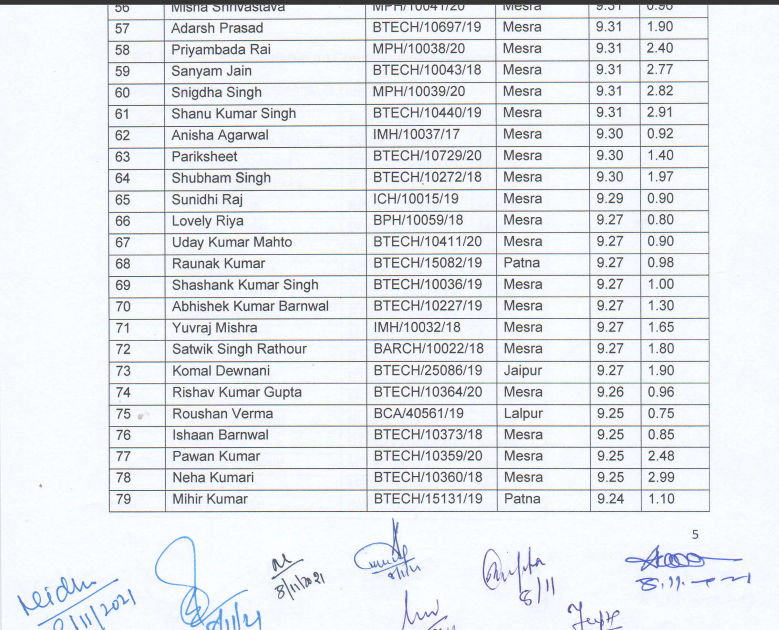 56 Misha Shrivastava MPH/10041/20 Mesra 9.31 0.90
57 Adarsh Prasad BTECH/10697/19 Mesra 9.31 1.90
58 Priyambada Rai MPH/10038/20 Mesra 9.31 2.40
59 Sanyam Jain BTECH/10043/18 Mesra 9.31 2.77
60 Snigdha Singh MPH/10039/20 Mesra 9.31 2.82
61 Shanu Kumar Singh BTECH/10440/19 Mesra 9.31 2.91
62 Anisha Agarwal IMH/10037/17 Mesra 9.30 0.92
63 Pariksheet BTECH/10729/20 Mesra 9.30 1.40
64 Shubham Singh BTECH/10272/18 Mesra 9.30 1.97
65 Sunidhi Raj ICH/10015/19 Mesra 9.29 0.90
66 Lovely Riya BPH/10059/18 Mesra 9.27 0.80
67 Uday Kumar Mahto BTECH/10411/20 Mesra 9.27 0.90
68 Raunak Kumar BTECH/15082/19 Patna 9.27 0.98
69 Shashank Kumar Singh BTECH/10036/19 Mesra 9.27 1.00
70 Abhishek Kumar Barnwal BTECH/10227/19 Mesra 9.27 1.30
71 Yuvraj Mishra IMH/10032/18 Mesra 9.27 1.65
72 Satwik Singh Rathour BARCH/10022/18 Mesra 9.27 1.80
73 Komal Dewnani BTECH/25086/19 Jaipur 9.27 1.90
74 Rishav Kumar Gupta BTECH/10364/20 Mesra 9.26 0.96
75 Roushan Verma BCA/40561/19 Lalpur 9.25 0.75
76 Ishaan Barnwal BTECH/10373/18 Mesra 9.25 0.85
77 Pawan Kumar BTECH/10359/20 Mesra 9.25 2.48
78 Neha Kumari BTECH/10360/18 Mesra 9.25 2.99
79 Mihir Kumar BTECH/15131/19 Patna 9.24 1.10
5
8/11/2021
8/11